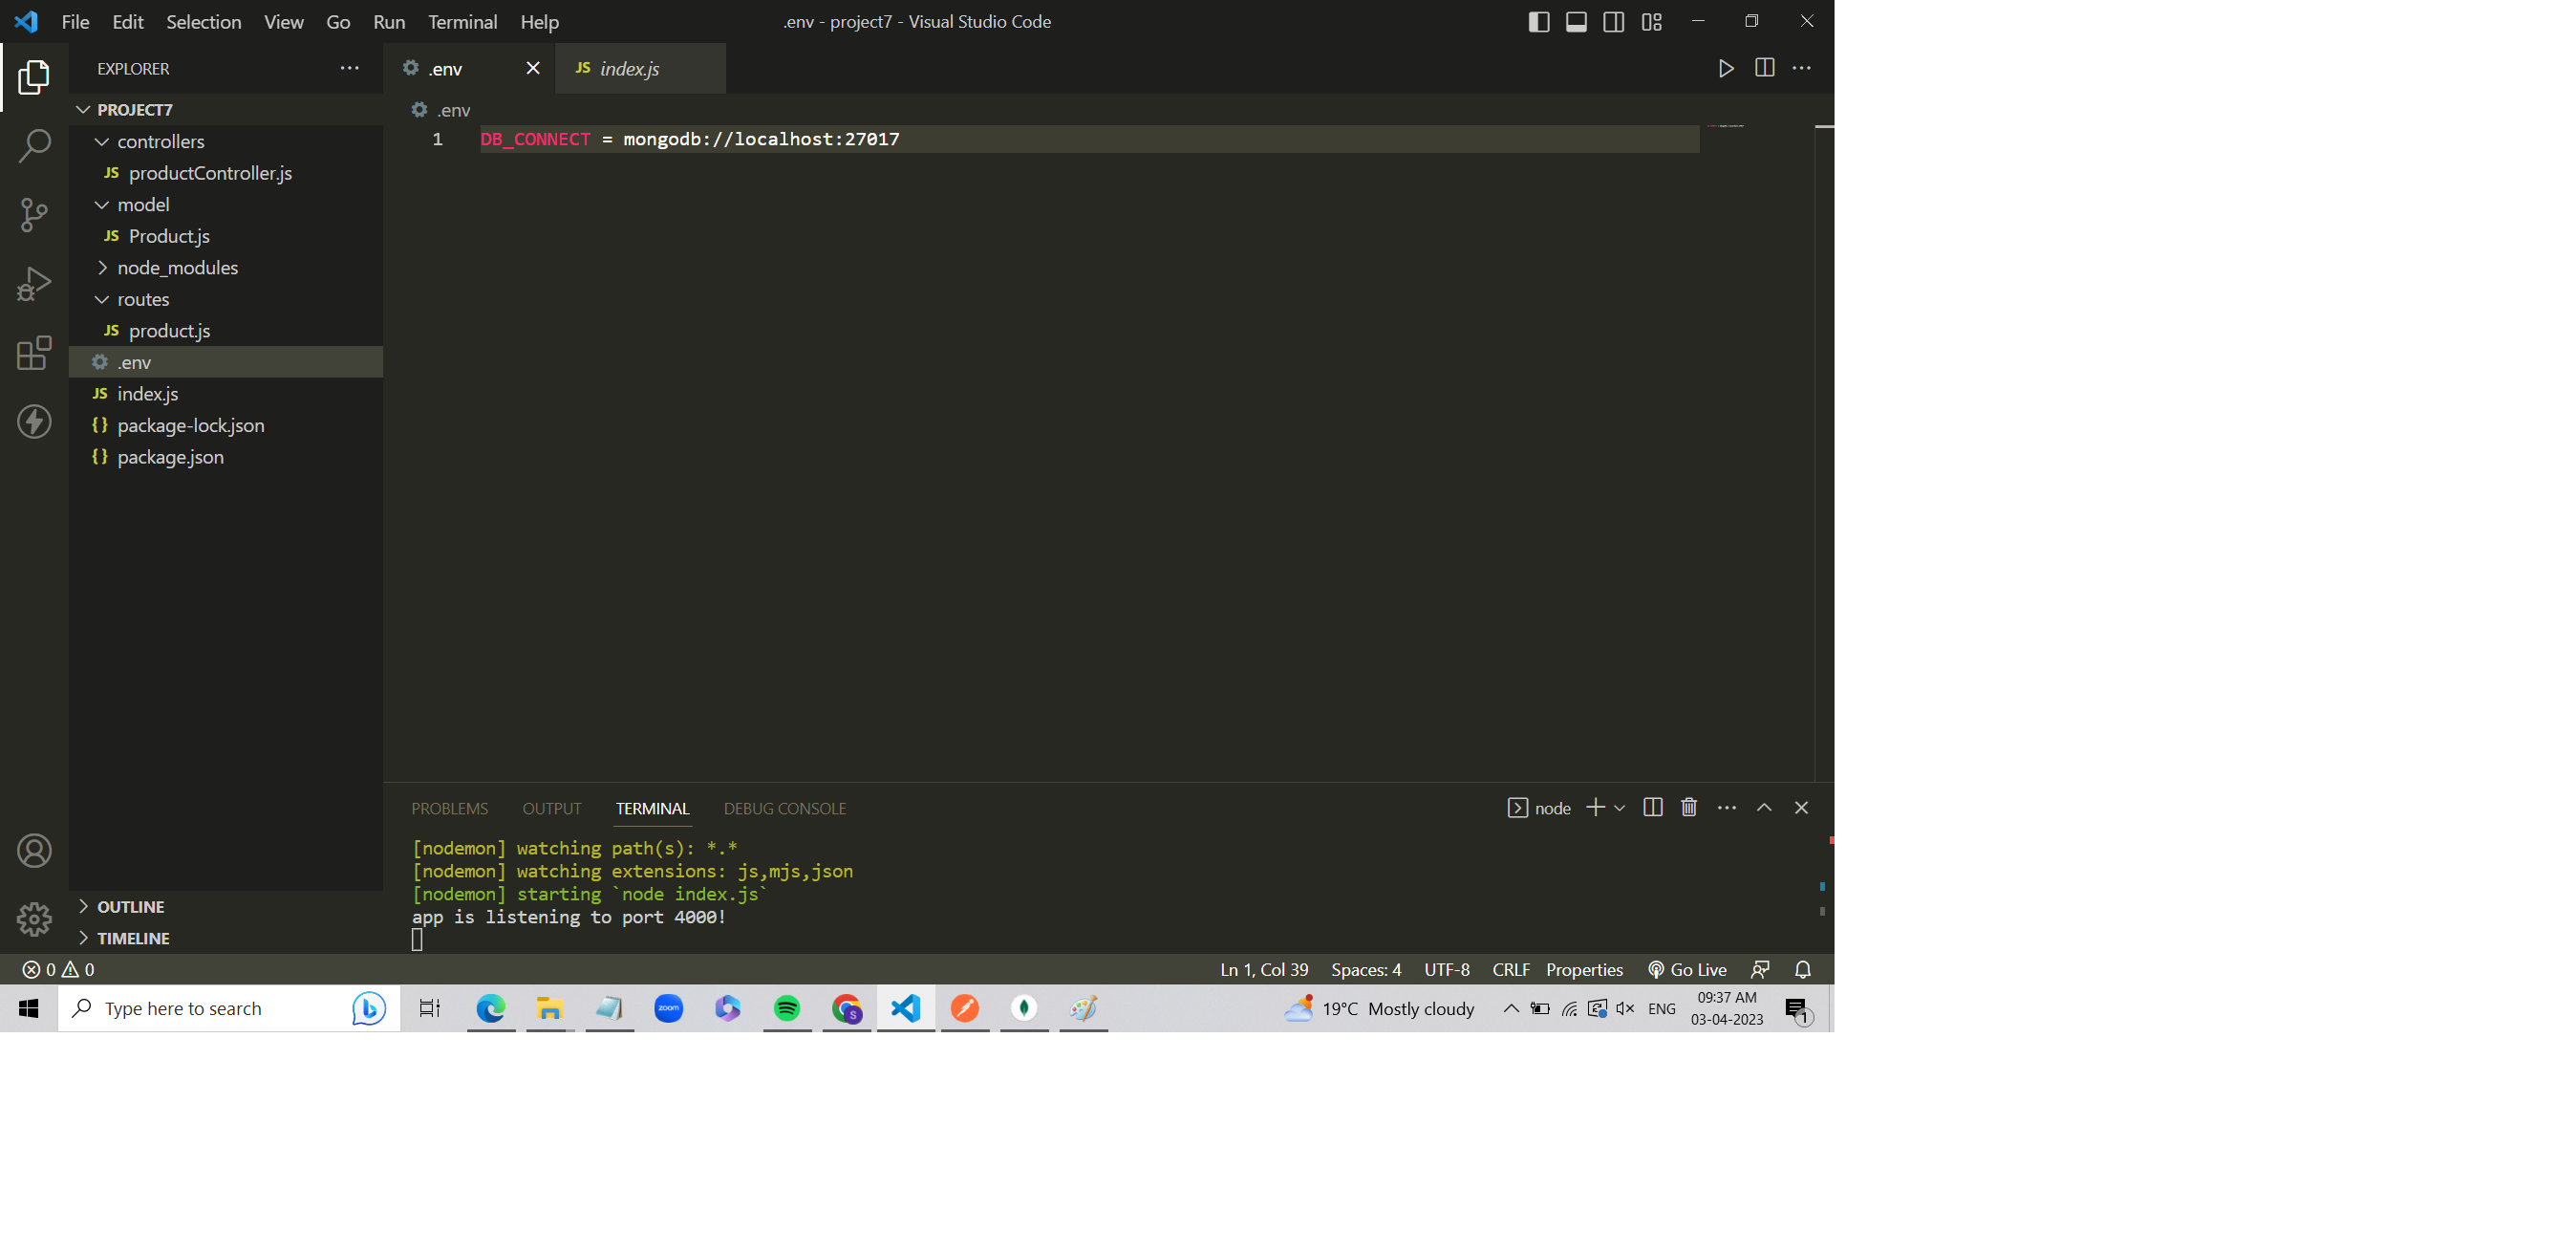 File Edit Selection View Go Run Terminal Help .env - project7 - Visual Studio Code
EXPLORER
.env JS index.js
PROJECT7
controllers
JS productController.js
model
JS Product.js
node_modules
routes
JS product.js
.env
JS index.js
{} package-lock.json
{} package.json
OUTLINE
TIMELINE
.env
1 DB_CONNECT = mongodb://localhost:27017
PROBLEMS OUTPUT TERMINAL DEBUG CONSOLE node
[nodemon] watching path(s): *.*
[nodemon] watching extensions: js,mjs,json
[nodemon] starting `node index.js`
app is listening to port 4000!
0 0 Ln 1, Col 39 Spaces: 4 UTF-8 CRLF Properties Go Live
Type here to search zoom S 19°C Mostly cloudy ENG 09:37 AM
03-04-2023 1